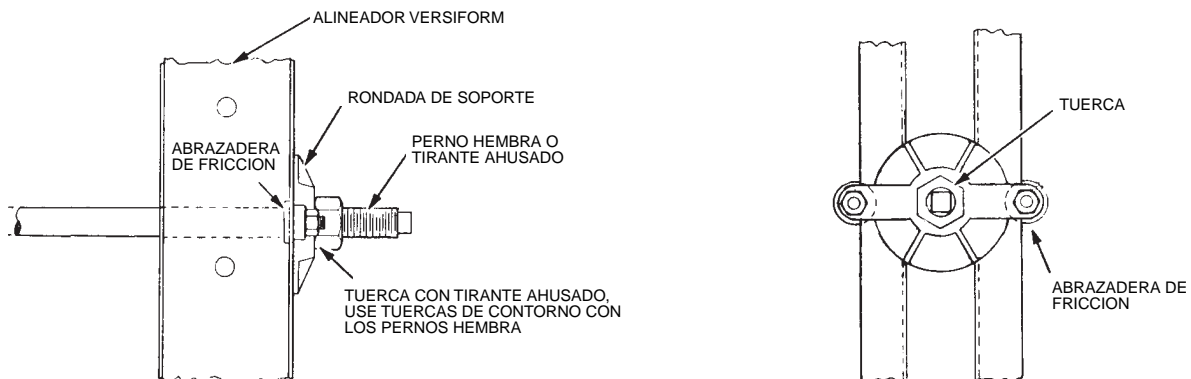 ALINEADOR VERSIFORM
RONDADA DE SOPORTE
ABRAZADERA
DE FRICCION
PERNO HEMBRA O
TIRANTE AHUSADO
TUERCA CON TIRANTE AHUSADO,
USE TUERCAS DE CONTORNO CON
LOS PERNOS HEMBRA
TUERCA
ABRAZADERA DE
FRICCION